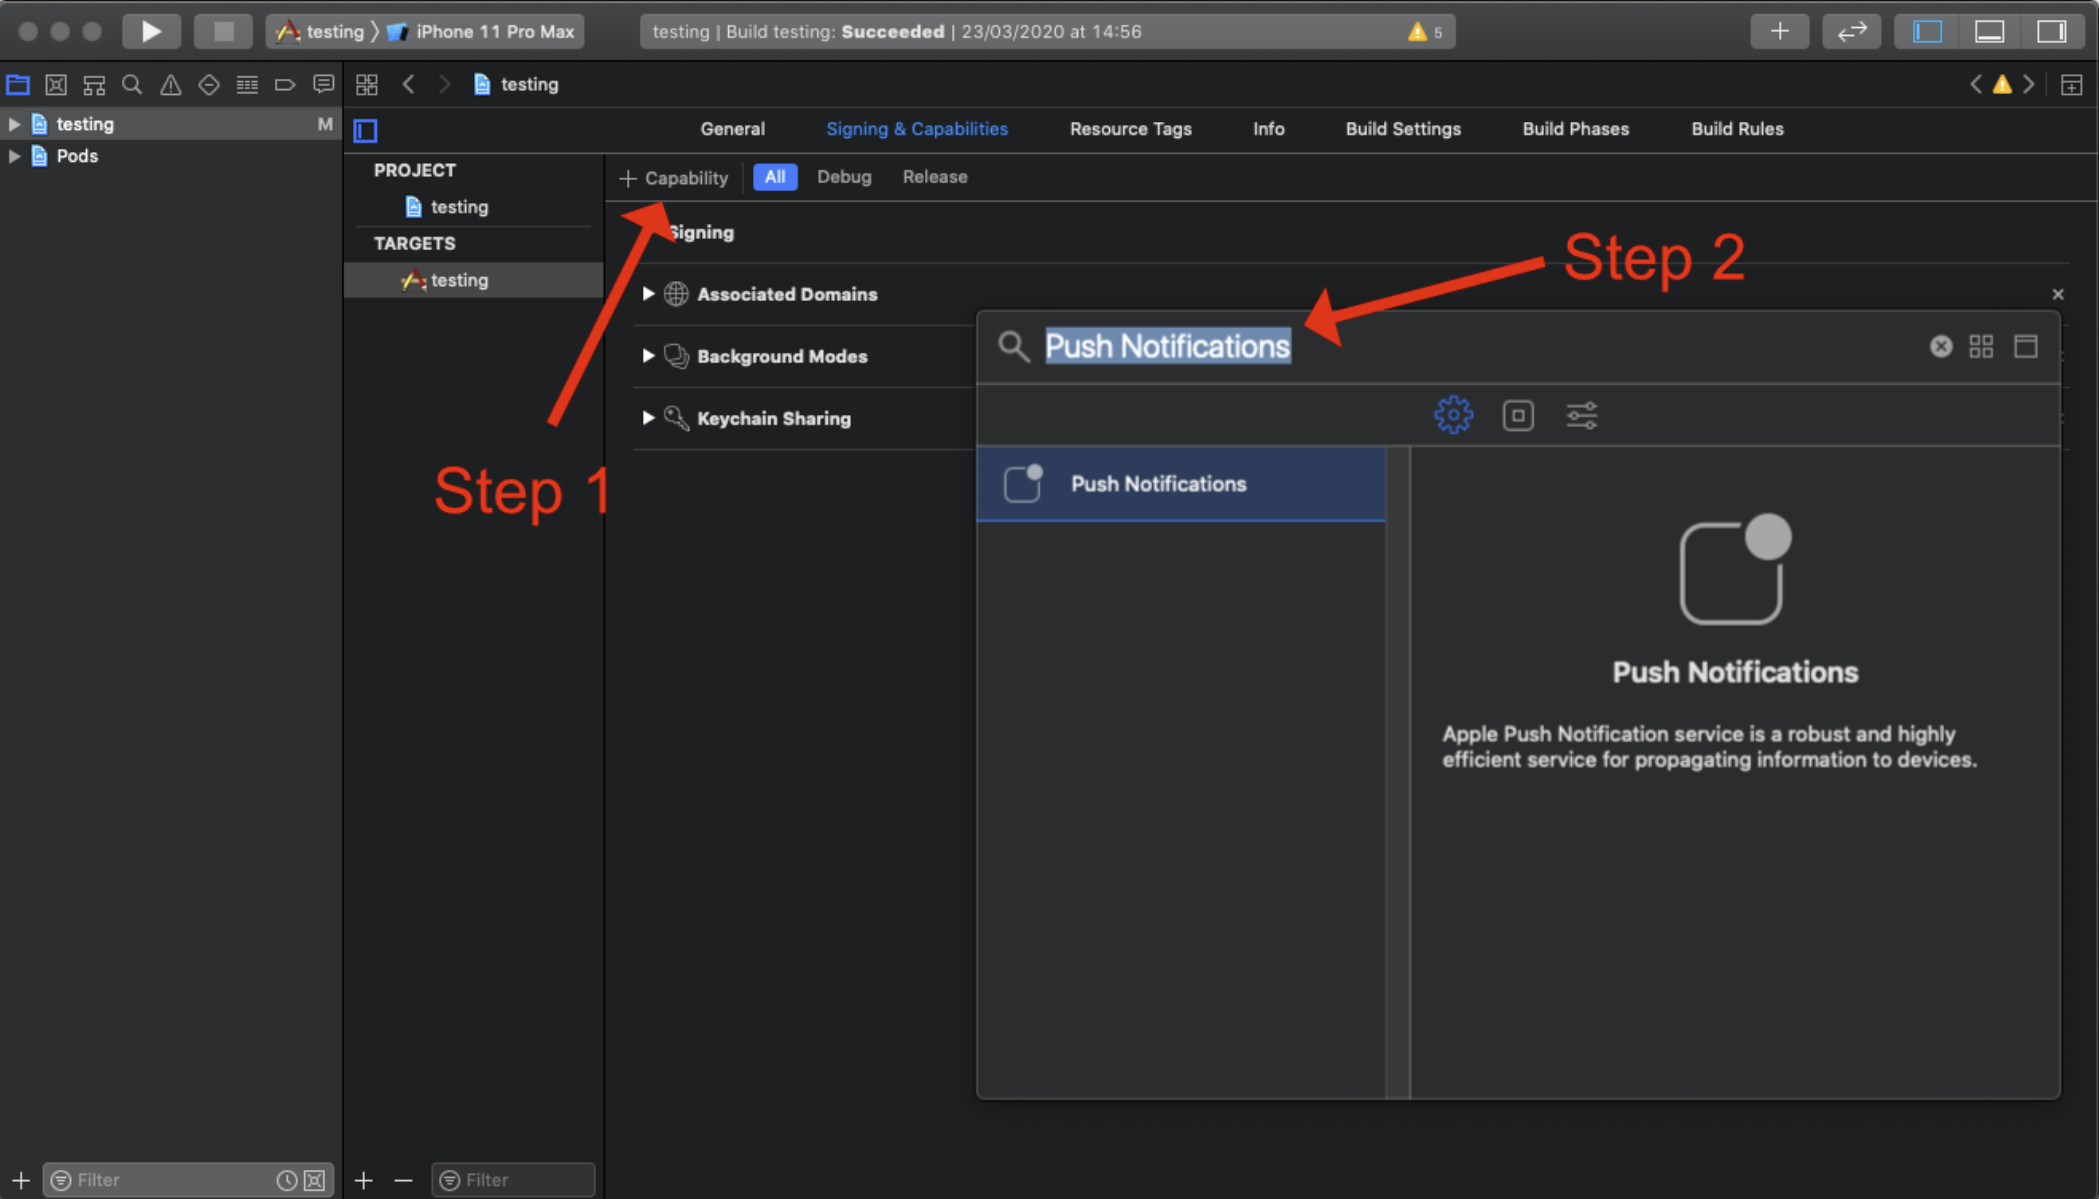 testing 〉 iPhone 11 Pro Max
testing | Build testing: Succeeded | 23/03/2020 at 14:56
5
testing
testing M
Pods
General Signing & Capabilities Resource Tags Info Build Settings Build Phases Build Rules
PROJECT
testing
TARGETS
testing
+ Capability All Debug Release
Signing
Associated Domains
Background Modes
Keychain Sharing
Step 1
Step 2
Push Notifications
Push Notifications
Push Notifications
Apple Push Notification service is a robust and highly
efficient service for propagating information to devices.
Filter
Filter